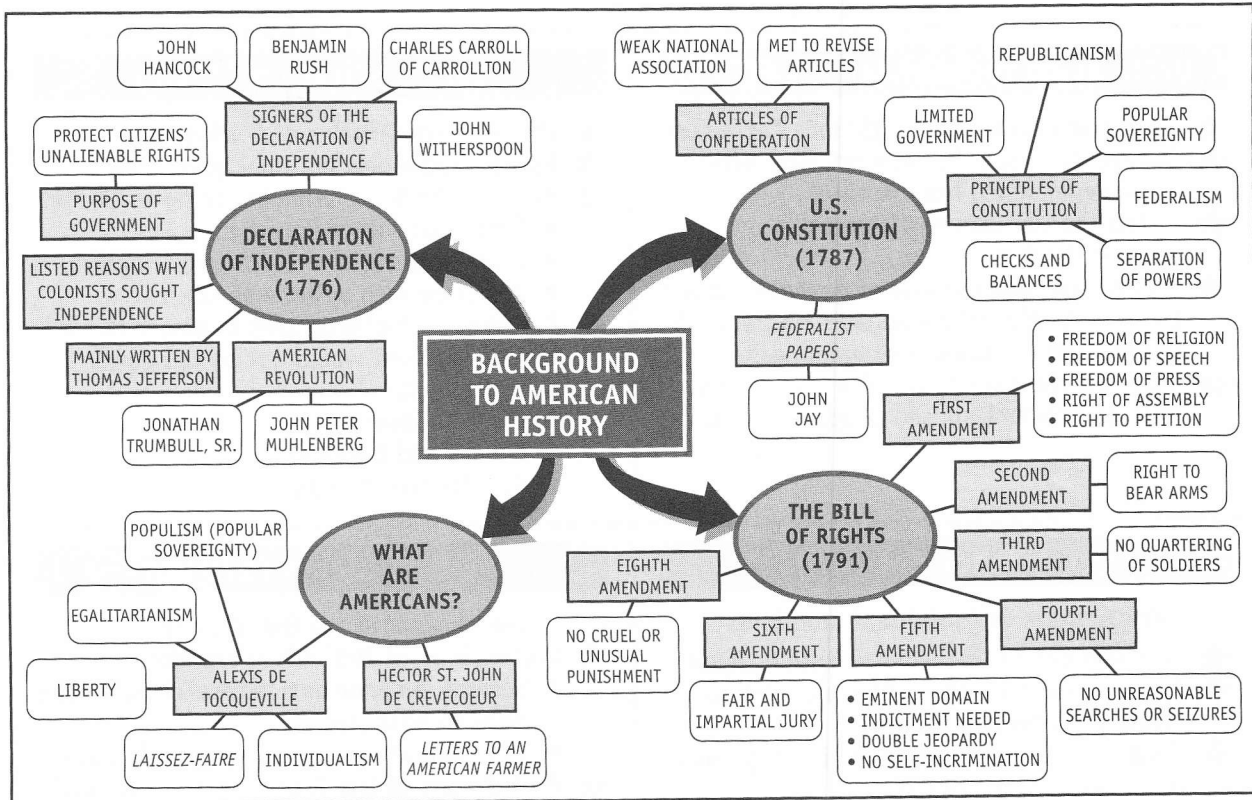 JOHN
HANCOCK
BENJAMIN
RUSH
CHARLES CARROLL
OF CARROLLTON
SIGNERS OF THE
DECLARATION OF
INDEPENDENCE
JOHN
WITHERSPOON
PROTECT CITIZENS'
UNALIENABLE RIGHTS
PURPOSE OF
GOVERNMENT
DECLARATION
OF INDEPENDENCE
(1776)
LISTED REASONS WHY
COLONISTS SOUGHT
INDEPENDENCE
MAINLY WRITTEN BY
THOMAS JEFFERSON
AMERICAN
REVOLUTION
JONATHAN
TRUMBULL, SR.
JOHN PETER
MUHLENBERG
WEAK NATIONAL
ASSOCIATION
MET TO REVISE
ARTICLES
ARTICLES OF
CONFEDERATION
REPUBLICANISM
LIMITED
GOVERNMENT
POPULAR
SOVEREIGNTY
U.S.
CONSTITUTION
(1787)
PRINCIPLES OF
CONSTITUTION
FEDERALISM
CHECKS AND
BALANCES
SEPARATION
OF POWERS
FEDERALIST
PAPERS
JOHN
JAY
BACKGROUND
TO AMERICAN
HISTORY
FIRST
AMENDMENT
• FREEDOM OF RELIGION
• FREEDOM OF SPEECH
• FREEDOM OF PRESS
• RIGHT OF ASSEMBLY
• RIGHT TO PETITION
SECOND
AMENDMENT
RIGHT TO
BEAR ARMS
THE BILL
OF RIGHTS
(1791)
THIRD
AMENDMENT
NO QUARTERING
OF SOLDIERS
EIGHTH
AMENDMENT
NO CRUEL OR
UNUSUAL
PUNISHMENT
SIXTH
AMENDMENT
FAIR AND
IMPARTIAL JURY
FIFTH
AMENDMENT
• EMINENT DOMAIN
• INDICTMENT NEEDED
• DOUBLE JEOPARDY
• NO SELF-INCRIMINATION
FOURTH
AMENDMENT
NO UNREASONABLE
SEARCHES OR SEIZURES
POPULISM (POPULAR
SOVEREIGNTY)
WHAT
ARE
AMERICANS?
EGALITARIANISM
LIBERTY
ALEXIS DE
TOCQUEVILLE
HECTOR ST. JOHN
DE CREVECOEUR
LAISSEZ-FAIRE
INDIVIDUALISM
LETTERS TO AN
AMERICAN FARMER